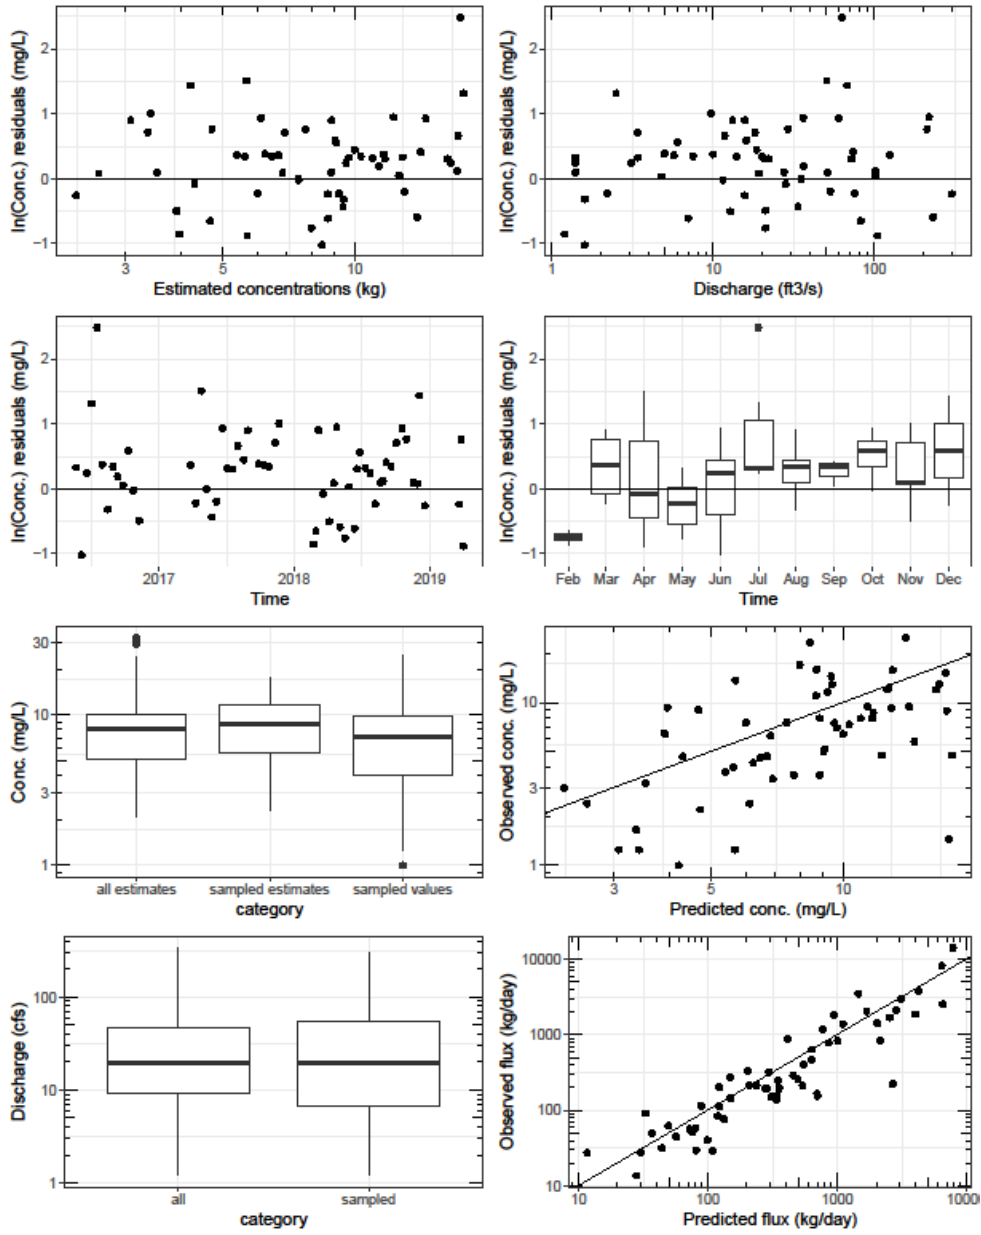 ln(Conc.) residuals (mg/L)
2
1
0
−1
3
5
10
Estimated concentrations (kg)
ln(Conc.) residuals (mg/L)
2
1
0
−1
1
10
100
Discharge (ft3/s)
ln(Conc.) residuals (mg/L)
2
1
0
−1
2017
2018
2019
Time
ln(Conc.) residuals (mg/L)
2
1
0
−1
Feb
Mar
Apr
May
Jun
Jul
Aug
Sep
Oct
Nov
Dec
Time
Conc. (mg/L)
30
10
3
1
all estimates
sampled estimates
sampled values
category
Observed conc. (mg/L)
10
3
1
3
5
10
Predicted conc. (mg/L)
Discharge (cfs)
100
10
1
all
sampled
category
Observed flux (kg/day)
10000
1000
100
10
10
100
1000
1000
Predicted flux (kg/day)